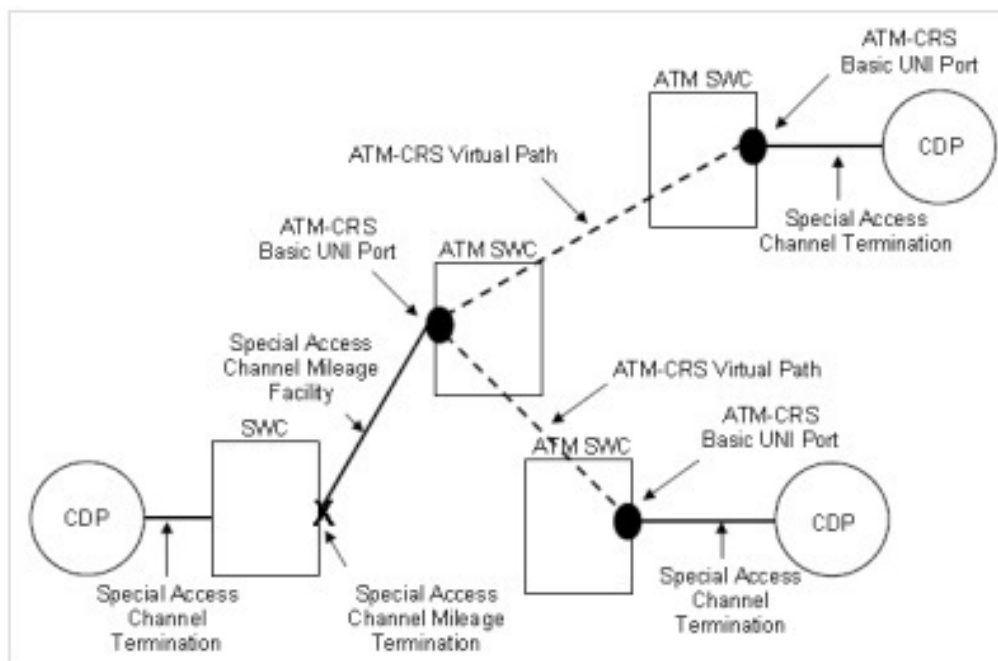 ATM-CRS
Basic UNI Port
ATM SWC
CDP
ATM-CRS Virtual Path
Special Access
Channel Termination
ATM-CRS
Basic UNI Port
ATM SWC
Special Access
Channel Mileage
Facility
ATM-CRS Virtual Path
ATM-CRS
Basic UNI Port
SWC
ATM SWC
CDP
CDP
Special Access
Channel
Termination
Special Access
Channel Mileage
Termination
Special Access
Channel
Termination